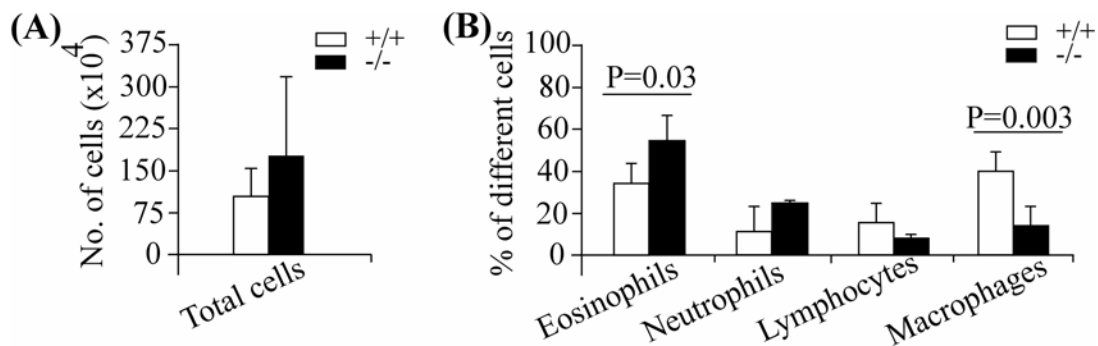 (A)
No. of cells (x10^4)
375
300
225
150
75
0
+/+
-/-
Total cells
(B)
% of different cells
100
80
60
40
20
0
+/+
-/-
P=0.03
P=0.003
Eosinophils
Neutrophils
Lymphocytes
Macrophages